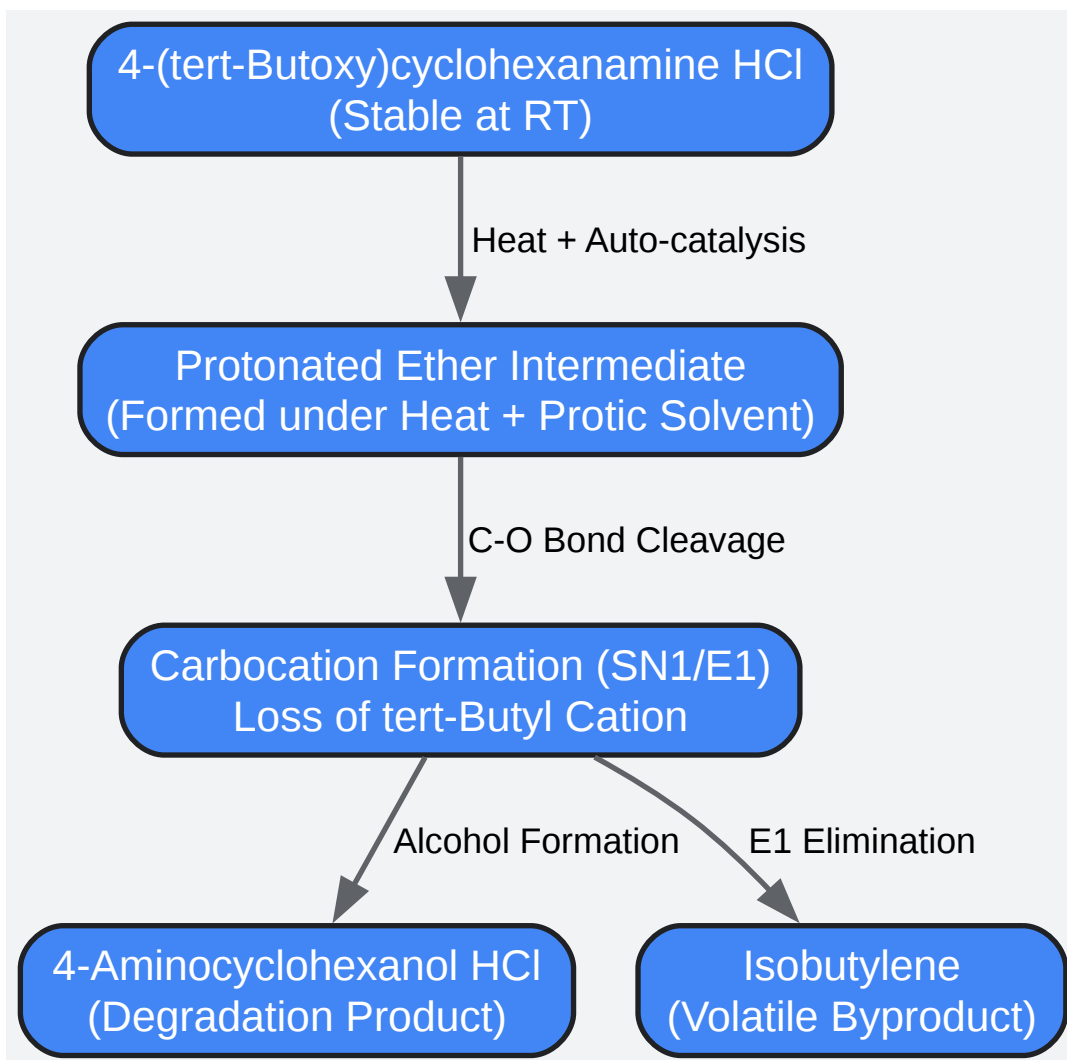 4-(tert-Butoxy)cyclohexanamine HCl
(Stable at RT)
Heat + Auto-catalysis
Protonated Ether Intermediate
(Formed under Heat + Protic Solvent)
C-O Bond Cleavage
Carbocation Formation (SN1/E1)
Loss of tert-Butyl Cation
Alcohol Formation
E1 Elimination
4-Aminocyclohexanol HCl
(Degradation Product)
Isobutylene
(Volatile Byproduct)